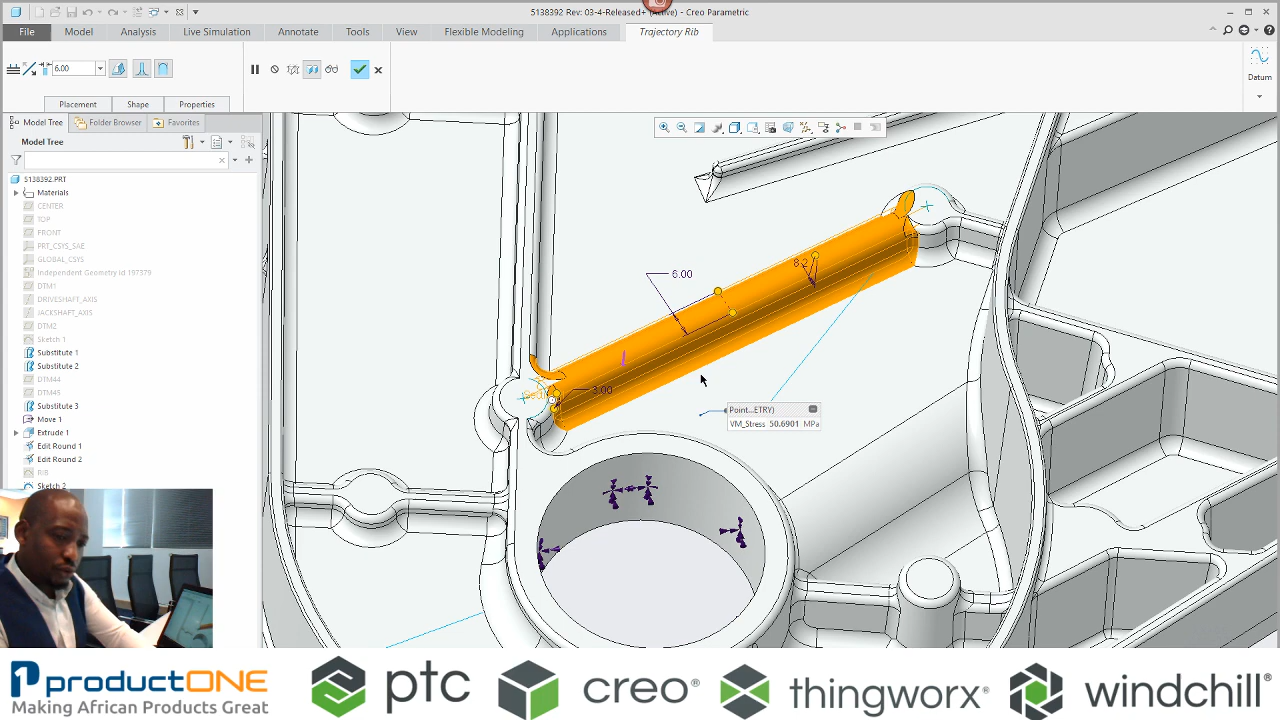 5138392 Rev: 03-4-Released+ (Active) - Creo Parametric
File Model Analysis Live Simulation Annotate Tools View Flexible Modeling Applications Trajectory Rib
6.00
Datum
Placement Shape Properties
Model Tree Folder Browser Favorites
Model Tree
5138392.PRT
Materials
CENTER
TOP
FRONT
PRT_CSYS_SAE
GLOBAL_CSYS
Independent Geometry id 197379
DTM1
DRIVESHAFT_AXIS
JACKSHAFT_AXIS
DTM2
Sketch 1
Substitute 1
Substitute 2
DTM44
DTM45
Substitute 3
Move 1
Extrude 1
Edit Round 1
Edit Round 2
RIB
Sketch 2
6.00
3.00
Point...ETRY)
VM_Stress 50.6901 MPa
productONE
Making African Products Great
ptc
creo®
thingworx®
windchill®